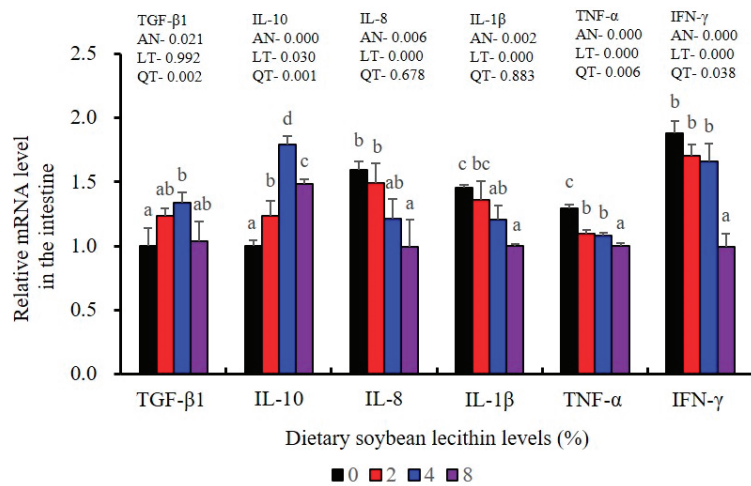 TGF-β1 IL-10 IL-8 IL-1β TNF-α IFN-γ
AN- 0.021 AN- 0.000 AN- 0.006 AN- 0.002 AN- 0.000 AN- 0.000
LT- 0.992 LT- 0.030 LT- 0.000 LT- 0.000 LT- 0.000 LT- 0.000
QT- 0.002 QT- 0.001 QT- 0.678 QT- 0.883 QT- 0.006 QT- 0.038
Relative mRNA level
in the intestine
2.5
2.0
1.5
1.0
0.5
0.0
a ab b ab
a b d c
b b ab a
c bc ab a
c b b a
b b b a
TGF-β1 IL-10 IL-8 IL-1β TNF-α IFN-γ
Dietary soybean lecithin levels (%)
0 2 4 8